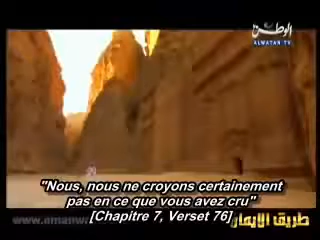 الوطن
ALWATAN TV
"Nous, nous ne croyons certainement
pas en ce que vous avez cru"
[Chapitre 7, Verset 76]
طريق الايمان